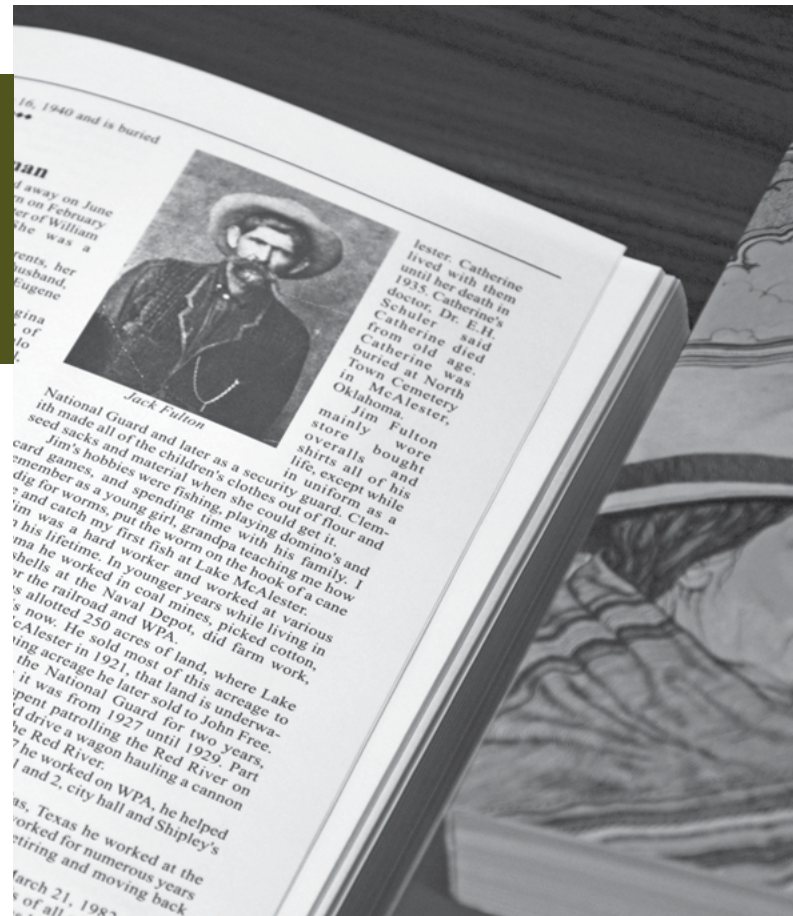 16, 1940 and is buried
man
d away on June
rn on February
ter of William
She was a
rents, her
husband,
Eugene
gina
of
lo
Jack Fulton
lester. Catherine
lived with them
until her death in
1935. Catherine's
doctor, Dr. E.H.
Schuler said
Catherine died
from old age.
Catherine was
buried at North
Town Cemetery
in McAlester,
Oklahoma.
Jim Fulton
mainly wore
store bought
overalls and
shirts all of his
life, except while
in uniform as a
National Guard and later as a security guard. Clem-
ith made all of the children's clothes out of flour and
seed sacks and material when she could get it.
Jim's hobbies were fishing, playing domino's and
card games, and spending time with his family. I
emember as a young girl, grandpa teaching me how
dig for worms, put the worm on the hook of a cane
e and catch my first fish at Lake McAlester.
im was a hard worker and worked at various
n his lifetime. In younger years while living in
ma he worked in coal mines, picked cotton,
shells at the Naval Depot, did farm work,
or the railroad and WPA.
s allotted 250 acres of land, where Lake
s now. He sold most of this acreage to
cAlester in 1921, that land is underwa-
ning acreage he later sold to John Free.
the National Guard for two years,
it was from 1927 until 1929. Part
spent patrolling the Red River on
d drive a wagon hauling a cannon
he Red River.
7 he worked on WPA, he helped
1 and 2, city hall and Shipley's
as, Texas he worked at the
orked for numerous years
etiring and moving back
arch 21, 1982
s of all